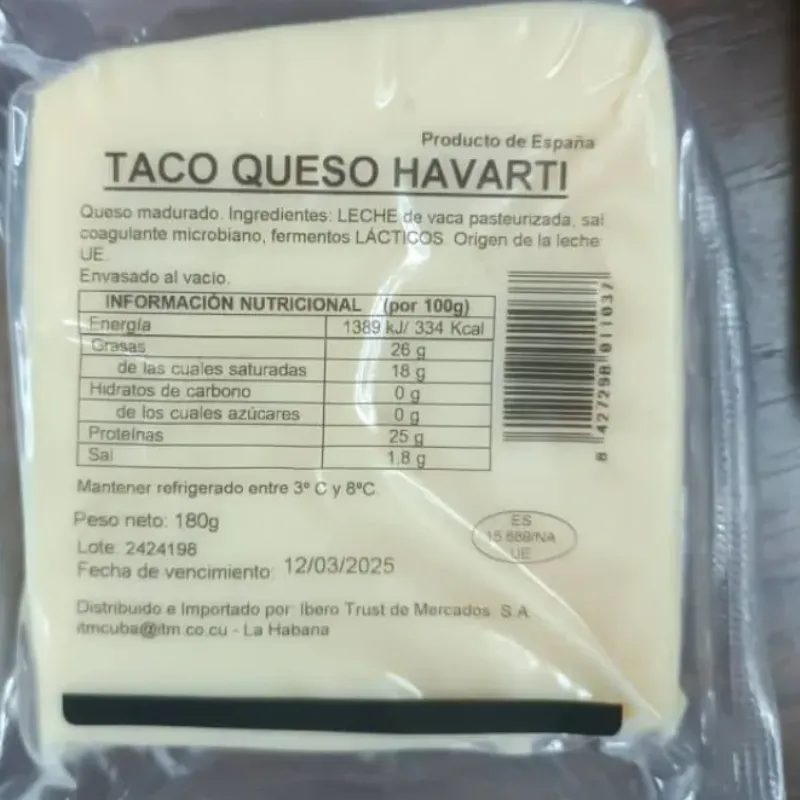 Producto de España
TACO QUESO HAVARTI
Queso madurado. Ingredientes: LECHE de vaca pasteurizada, sal
coagulante microbiano, fermentos LÁCTICOS. Origen de la leche
UE.
Envasado al vacio.
INFORMACIÓN NUTRICIONAL (por 100g)
Energía 1389 kJ/ 334 Kcal
Grasas 26 g
de las cuales saturadas 18 g
Hidratos de carbono 0 g
de los cuales azúcares 0 g
Proteínas 25 g
Sal 1,8 g
8 427298 011037
Mantener refrigerado entre 3º C y 8ºC
Peso neto: 180g
Lote: 2424198
Fecha de vencimiento: 12/03/2025
ES
UE
Distribuido e Importado por: Ibero Trust de Mercados S.A
itmcuba@itm.co.cu - La Habana